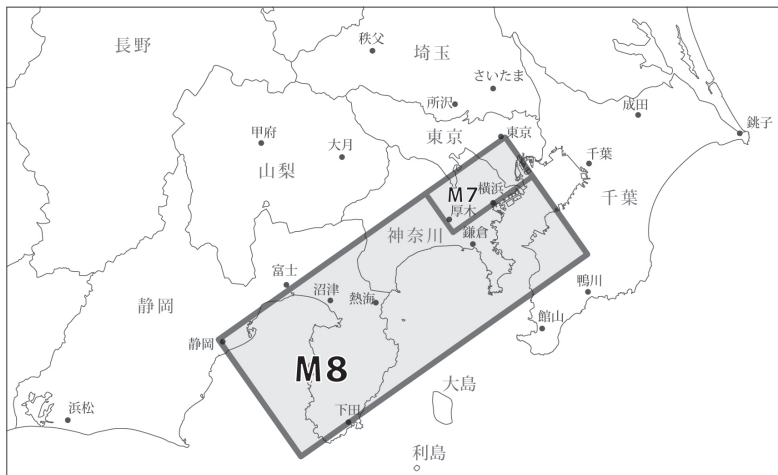 長野
秩父
埼玉
さいたま
所沢
成田
銚子
東京
東京
甲府
大月
千葉
山梨
横浜
M7
厚木
千葉
神奈川
鎌倉
富士
鴨川
沼津
熱海
静岡
館山
静岡
M8
大島
浜松
下田
利島